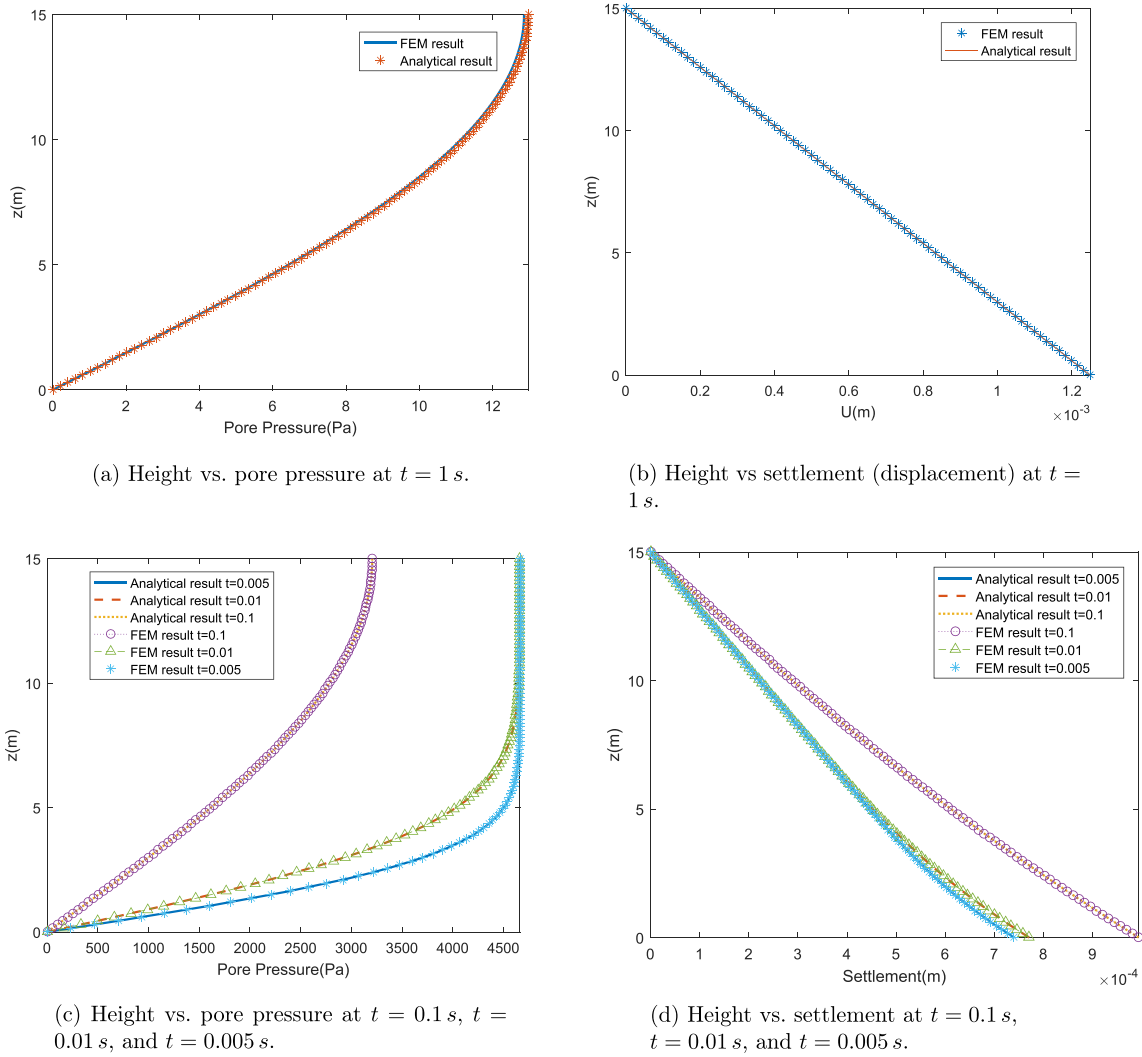 15
10
5
0
z(m)
FEM result
Analytical result
0 2 4 6 8 10 12
Pore Pressure(Pa)
(a) Height vs. pore pressure at t = 1 s.
15
10
5
0
z(m)
FEM result
Analytical result
0 0.2 0.4 0.6 0.8 1 1.2
U(m)
×10⁻³
(b) Height vs settlement (displacement) at t =
1 s.
15
10
5
0
z(m)
Analytical result t=0.005
Analytical result t=0.01
Analytical result t=0.1
FEM result t=0.1
FEM result t=0.01
FEM result t=0.005
0 500 1000 1500 2000 2500 3000 3500 4000 4500
Pore Pressure(Pa)
(c) Height vs. pore pressure at t = 0.1 s, t =
0.01 s, and t = 0.005 s.
15
10
5
0
z(m)
Analytical result t=0.005
Analytical result t=0.01
Analytical result t=0.1
FEM result t=0.1
FEM result t=0.01
FEM result t=0.005
0 1 2 3 4 5 6 7 8 9
Settlement(m)
×10⁻⁴
(d) Height vs. settlement at t = 0.1 s,
t = 0.01 s, and t = 0.005 s.